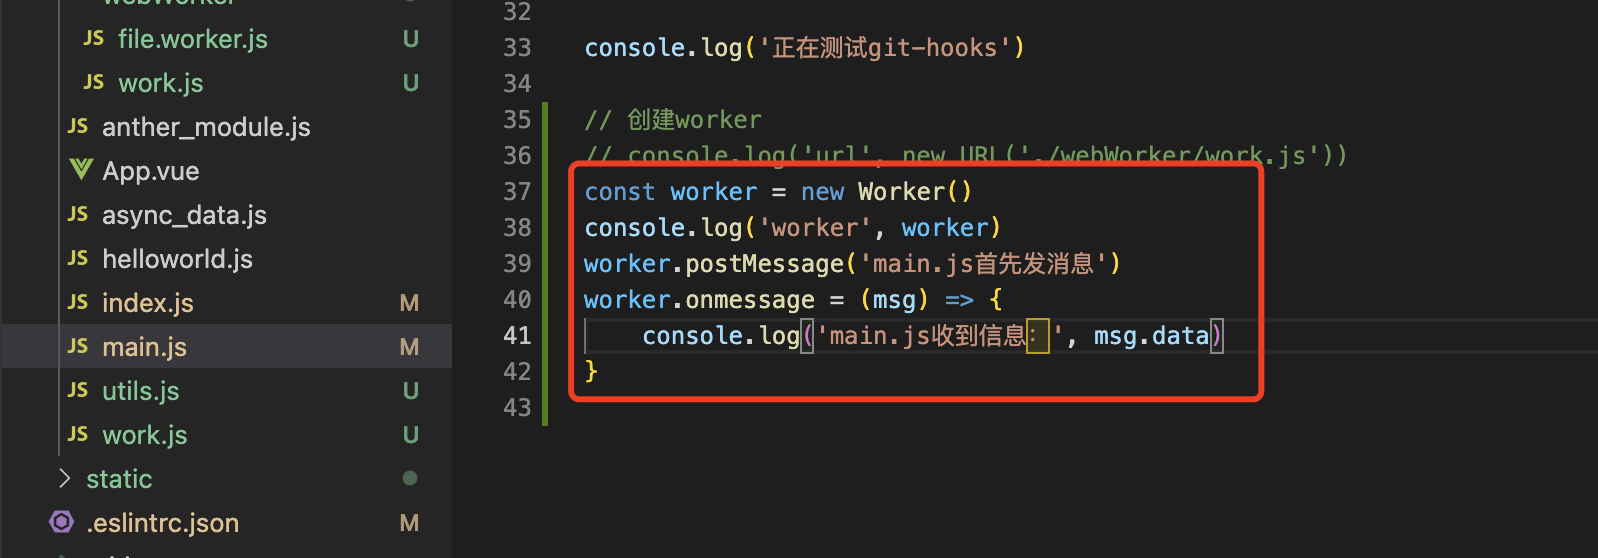 webWorker
JS file.worker.js U
JS work.js U
JS anther_module.js
App.vue
JS async_data.js
JS helloworld.js
JS index.js M
JS main.js M
JS utils.js U
JS work.js U
static
.eslintrc.json M
32
33 console.log('正在测试git-hooks')
34
35 // 创建worker
36 // console.log('url', new URL('./webWorker/work.js'))
37 const worker = new Worker()
38 console.log('worker', worker)
39 worker.postMessage('main.js首先发消息')
40 worker.onmessage = (msg) => {
41 console.log('main.js收到信息：', msg.data)
42 }
43